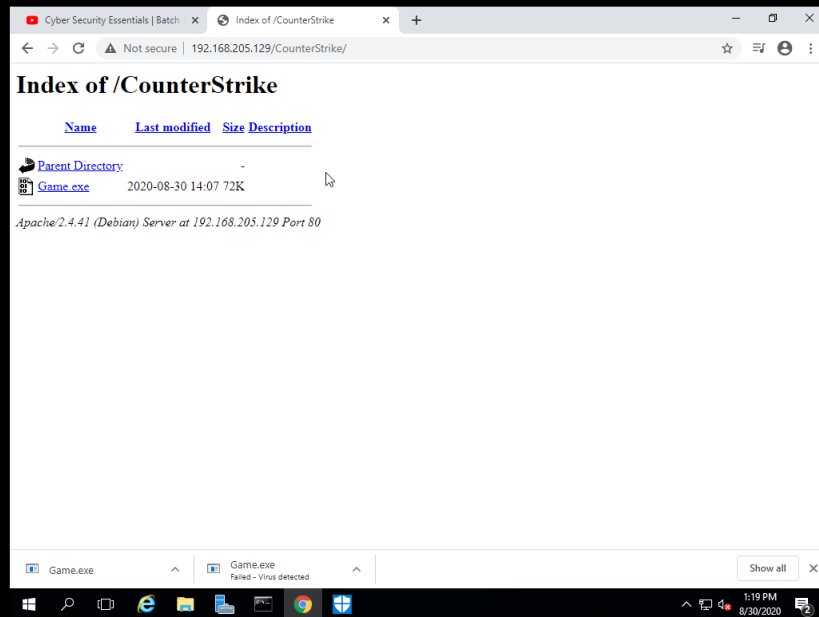 Cyber Security Essentials | Batch
Index of /CounterStrike
Not secure | 192.168.205.129/CounterStrike/
Index of /CounterStrike
Name Last modified Size Description
Parent Directory -
Game.exe 2020-08-30 14:07 72K
Apache/2.4.41 (Debian) Server at 192.168.205.129 Port 80
Game.exe
Game.exe
Failed - Virus detected
Show all
1:19 PM
8/30/2020
2